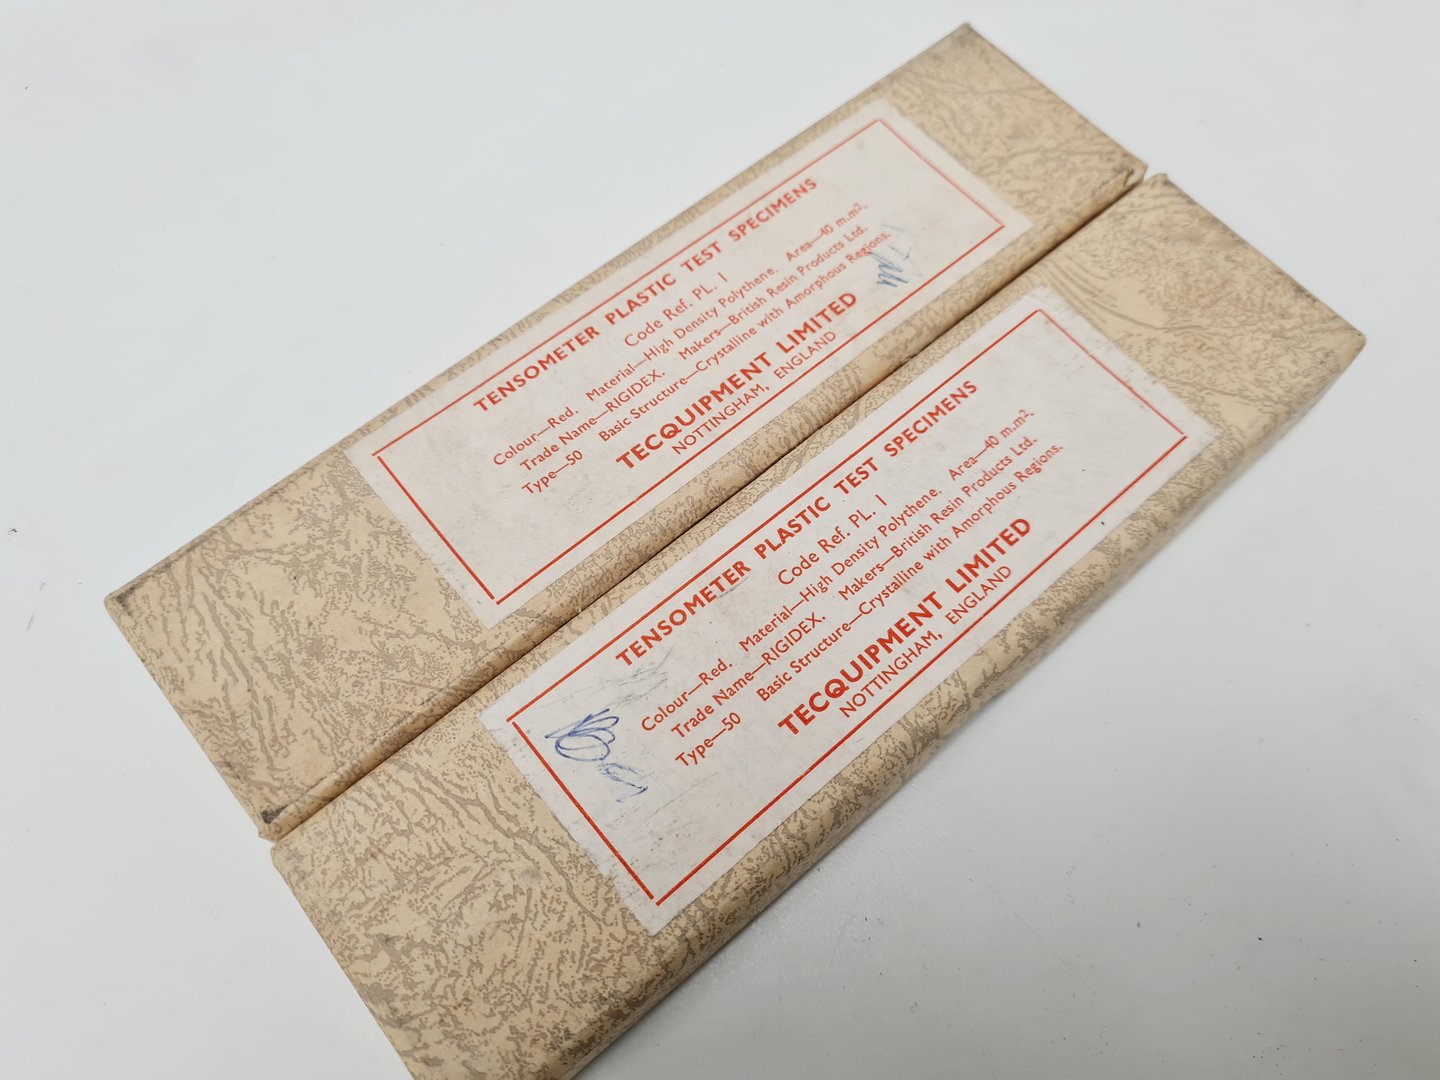 TENSOMETER PLASTIC TEST SPECIMENS
Code Ref. PL. 1
Colour—Red. Material—High Density Polythene. Area—40 m.m².
Trade Name—RIGIDEX. Makers—British Resin Products Ltd.
Type—50 Basic Structure—Crystalline with Amorphous Regions.
TECQUIPMENT LIMITED
NOTTINGHAM, ENGLAND
TENSOMETER PLASTIC TEST SPECIMENS
Code Ref. PL. 1
Colour—Red. Material—High Density Polythene. Area—40 m.m².
Trade Name—RIGIDEX. Makers—British Resin Products Ltd.
Type—50 Basic Structure—Crystalline with Amorphous Regions.
TECQUIPMENT LIMITED
NOTTINGHAM, ENGLAND